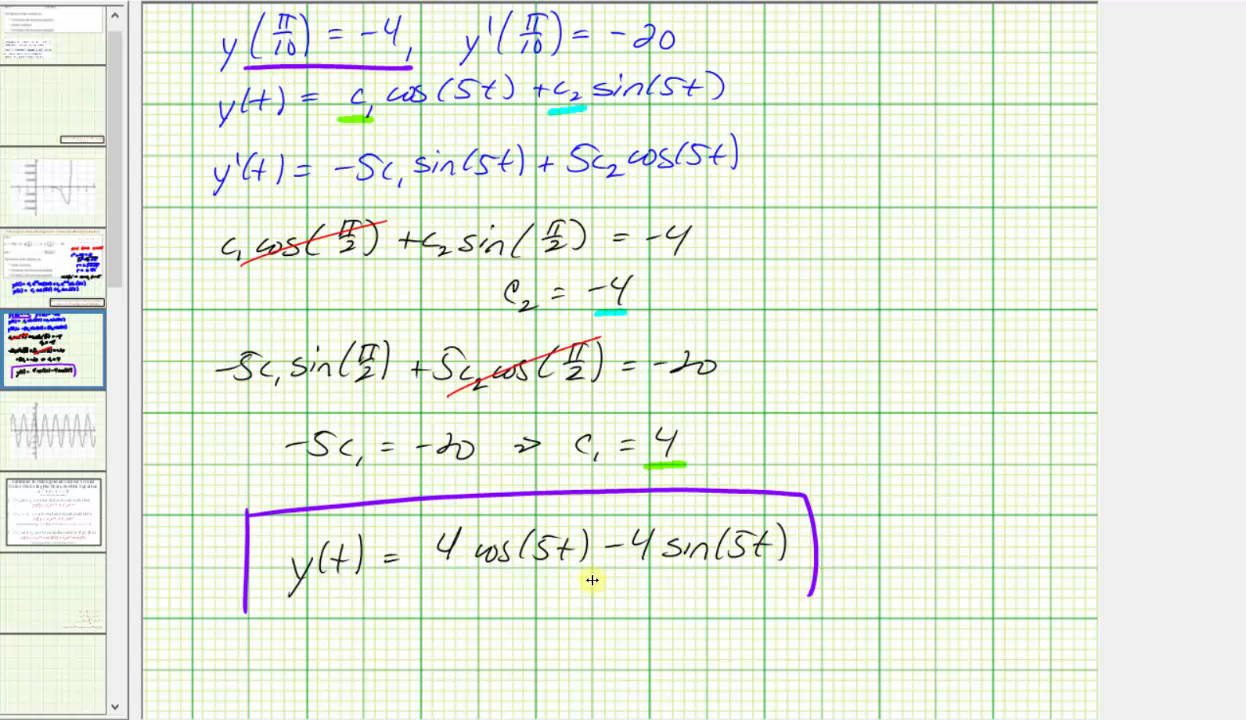 y(π/10) = -4, y'(π/10) = -20
y(t) = c₁ cos(5t) + c₂ sin(5t)
y'(t) = -5c₁ sin(5t) + 5c₂ cos(5t)
c₁ cos(π/2) + c₂ sin(π/2) = -4
c₂ = -4
-5c₁ sin(π/2) + 5c₂ cos(π/2) = -20
-5c₁ = -20 ⇒ c₁ = 4
y(t) = 4 cos(5t) - 4 sin(5t)